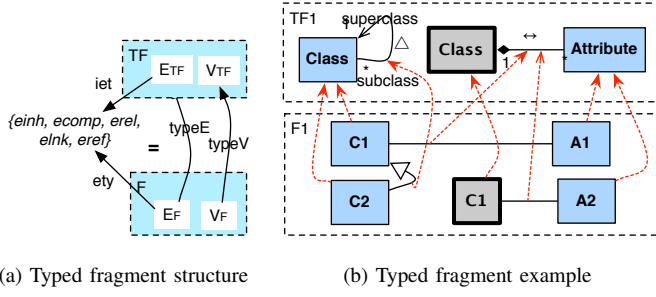 TF
ETF
VTF
iet
{einh, ecomp, erel,
elnk, eref}
=
typeE
typeV
ety
F
EF
VF
(a) Typed fragment structure
TF1
superclass
1
Class
*
subclass
Class
1
↔
*
Attribute
F1
C1
A1
C2
C1
A2
(b) Typed fragment example